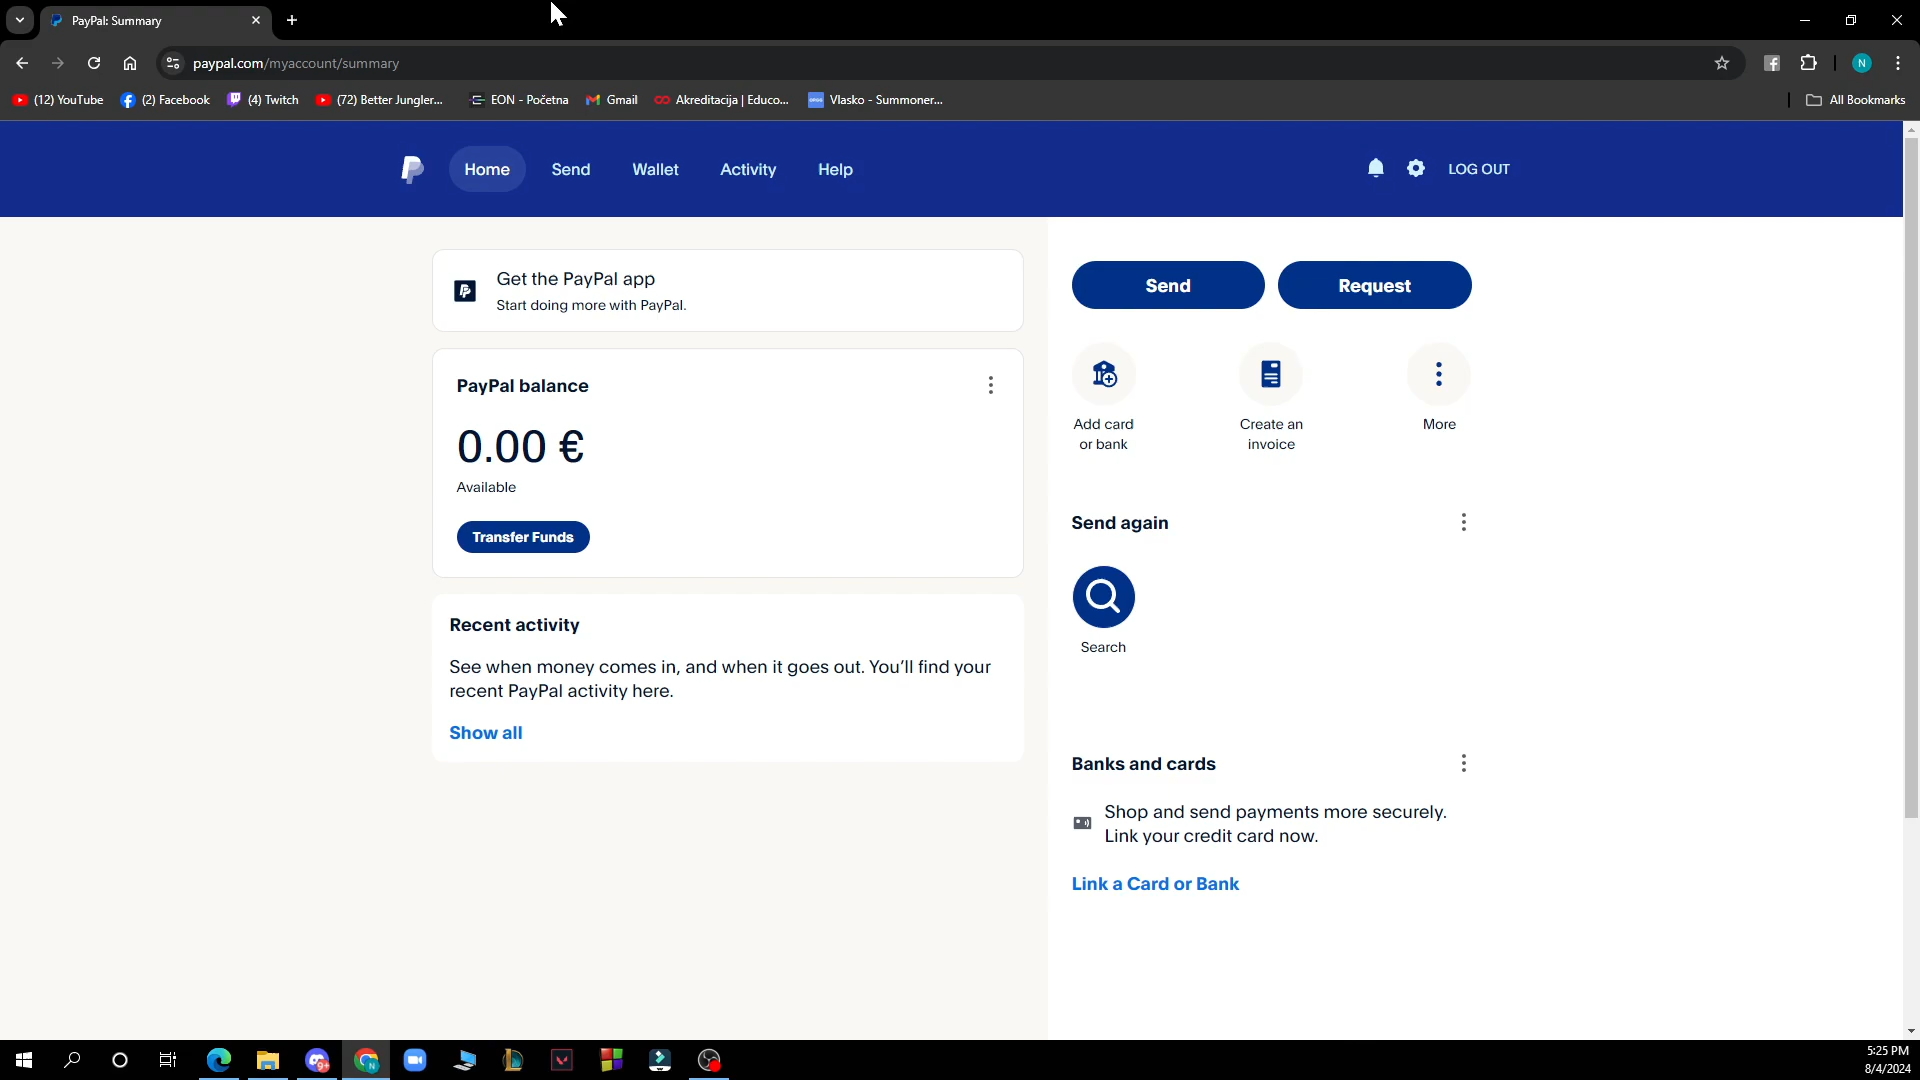 PayPal: Summary
paypal.com/myaccount/summary
(12) YouTube
(2) Facebook
(4) Twitch
(72) Better Jungler...
EON - Početna
Gmail
Akreditacija | Educo...
Vlasko - Summoner...
All Bookmarks
Home
Send
Wallet
Activity
Help
LOG OUT
Get the PayPal app
Start doing more with PayPal.
PayPal balance
0.00 €
Available
Transfer Funds
Recent activity
See when money comes in, and when it goes out. You'll find your
recent PayPal activity here.
Show all
Send
Request
Add card
or bank
Create an
invoice
More
Send again
Search
Banks and cards
Shop and send payments more securely.
Link your credit card now.
Link a Card or Bank
N
9+
N
5:25 PM
8/4/2024